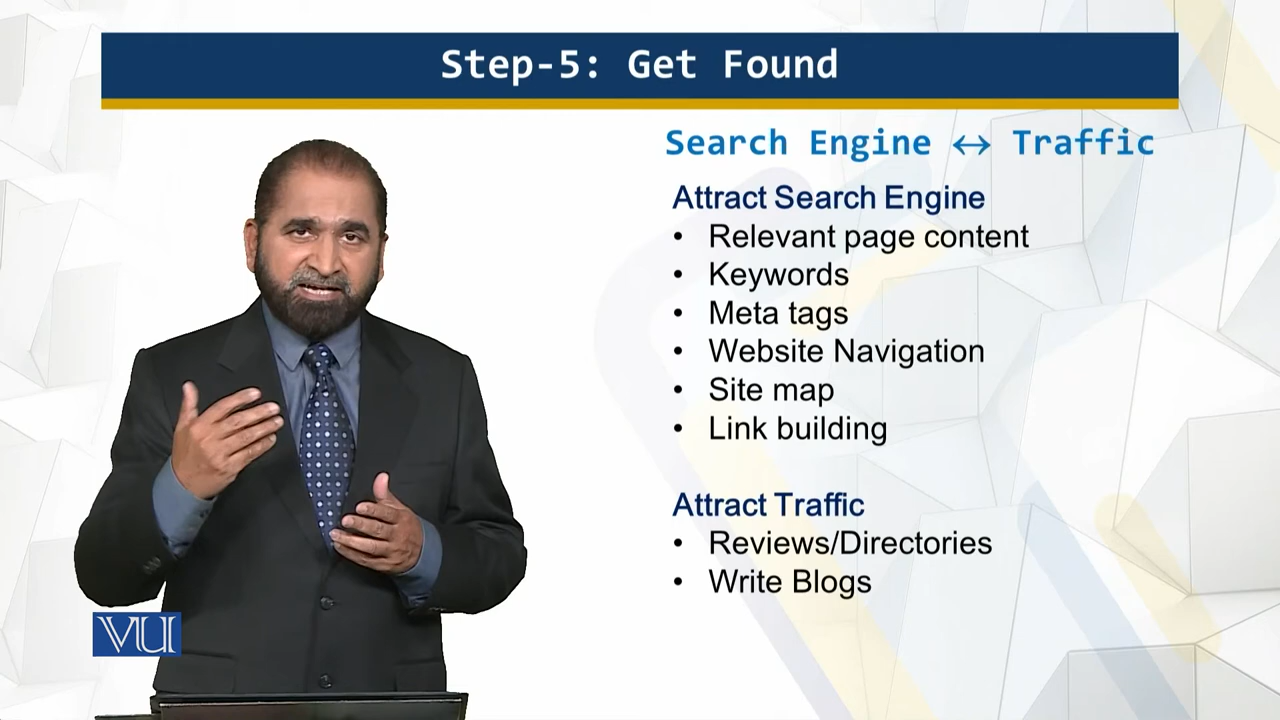 Step-5: Get Found
Search Engine ↔ Traffic
Attract Search Engine
• Relevant page content
• Keywords
• Meta tags
• Website Navigation
• Site map
• Link building
Attract Traffic
• Reviews/Directories
• Write Blogs
VU